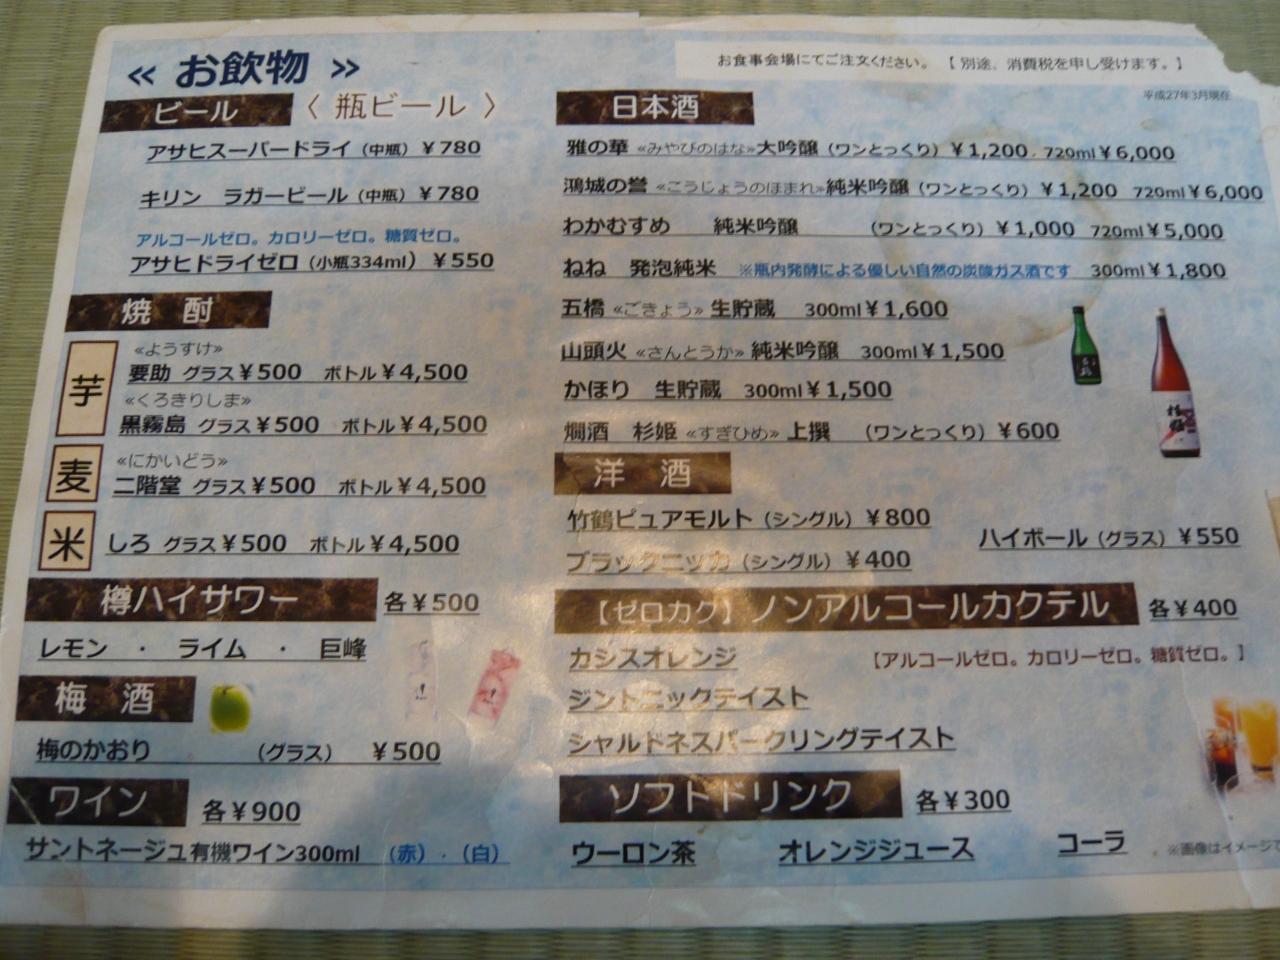 ≪ お飲物 ≫
お食事会場にてご注文ください。【別途、消費税を申し受けます。】
平成27年3月現在
ビール 〈 瓶ビール 〉
アサヒスーパードライ（中瓶）￥780
キリン ラガービール（中瓶）￥780
アルコールゼロ。カロリーゼロ。糖質ゼロ。
アサヒドライゼロ（小瓶334ml）￥550
焼 酎
芋
≪ようすけ≫
要助 グラス￥500 ボトル￥4,500
≪くろきりしま≫
黒霧島 グラス￥500 ボトル￥4,500
麦
≪にかいどう≫
二階堂 グラス￥500 ボトル￥4,500
米
しろ グラス￥500 ボトル￥4,500
樽ハイサワー 各￥500
レモン ・ ライム ・ 巨峰
梅 酒
梅のかおり （グラス） ￥500
ワイン 各￥900
サントネージュ有機ワイン300ml （赤）．（白）
日本酒
雅の華 ≪みやびのはな≫大吟醸（ワンとっくり）￥1,200．720ml￥6,000
鴻城の誉 ≪こうじょうのほまれ≫純米吟醸（ワンとっくり）￥1,200 720ml￥6,000
わかむすめ 純米吟醸 （ワンとっくり）￥1,000 720ml￥5,000
ねね 発泡純米 ※瓶内発酵による優しい自然の炭酸ガス酒です 300ml￥1,800
五橋 ≪ごきょう≫ 生貯蔵 300ml￥1,600
山頭火 ≪さんとうか≫ 純米吟醸 300ml￥1,500
かほり 生貯蔵 300ml￥1,500
燗酒 杉姫 ≪すぎひめ≫ 上撰 （ワンとっくり）￥600
洋 酒
竹鶴ピュアモルト（シングル）￥800
ハイボール（グラス）￥550
ブラックニッカ（シングル）￥400
【ゼロカク】ノンアルコールカクテル 各￥400
カシスオレンジ 【アルコールゼロ。カロリーゼロ。糖質ゼロ。】
ジントニックテイスト
シャルドネスパークリングテイスト
ソフトドリンク 各￥300
ウーロン茶 オレンジジュース コーラ
※画像はイメージで